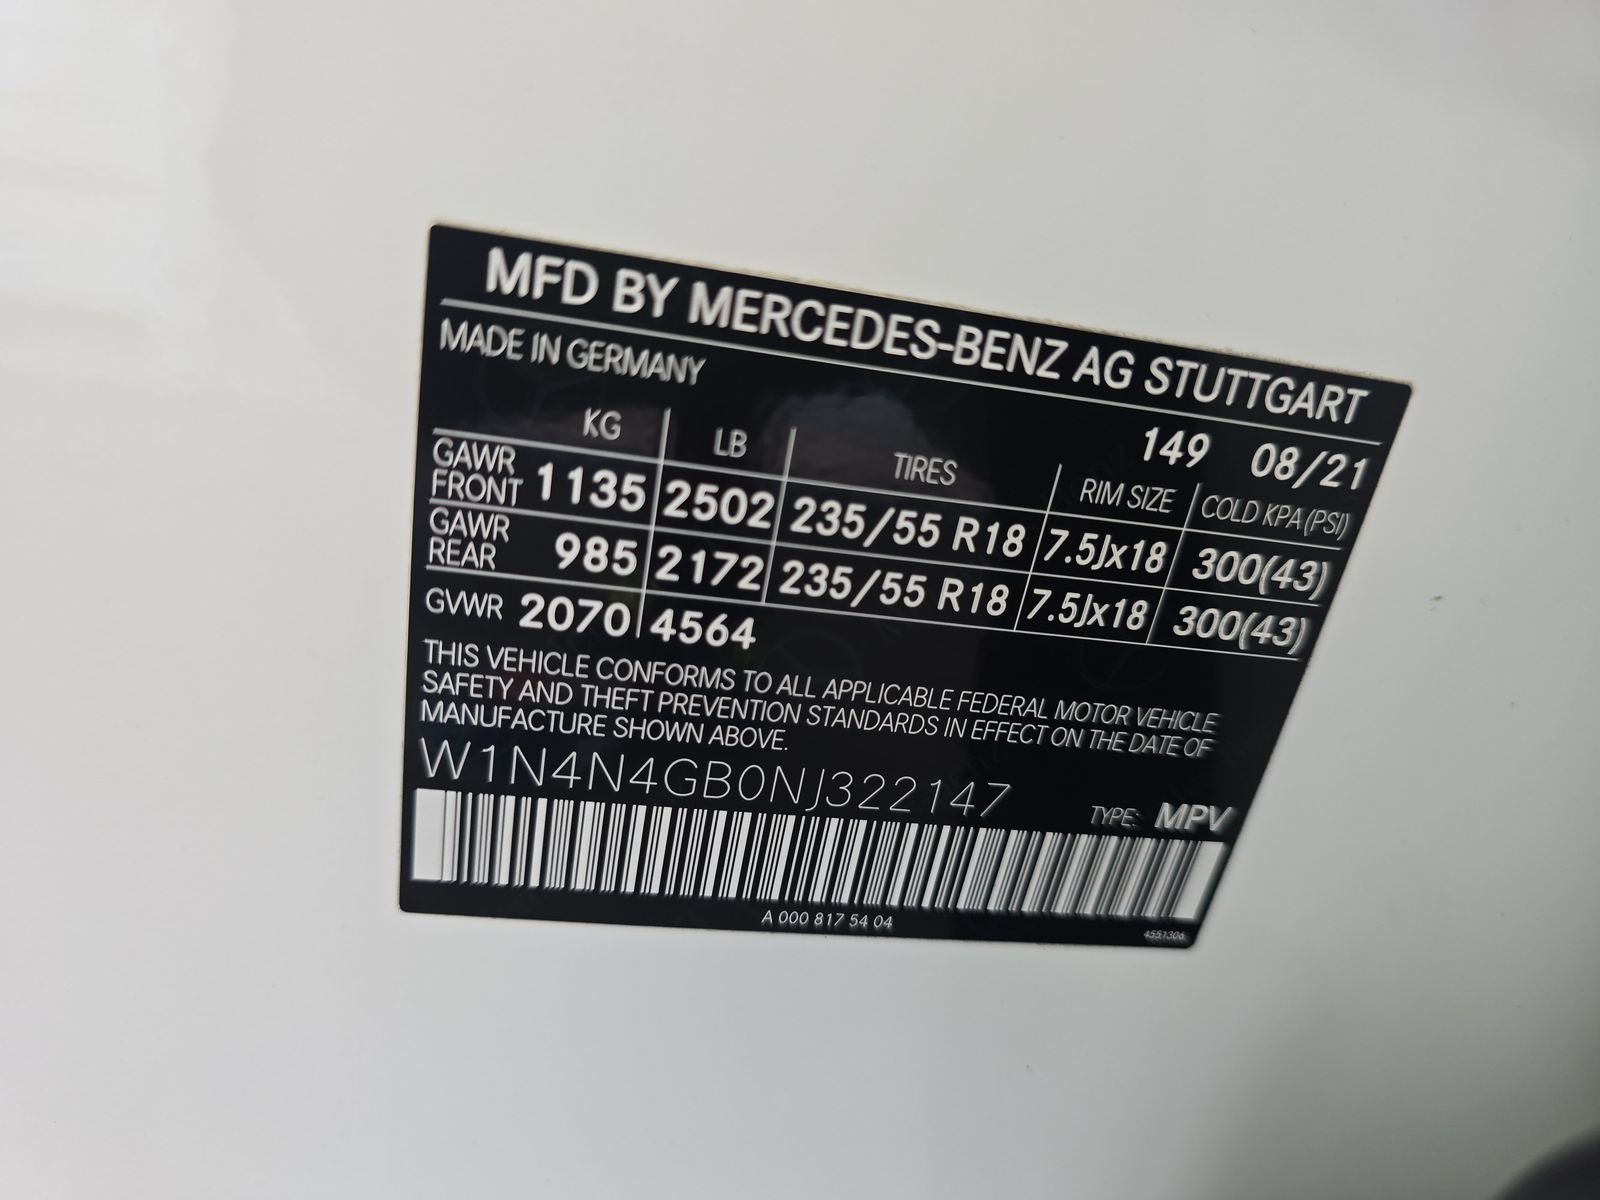 MFD BY MERCEDES-BENZ AG STUTTGART
MADE IN GERMANY
149 08/21
KG LB TIRES RIM SIZE COLD KPA (PSI)
GAWR FRONT 1135 2502 235/55 R18 7.5Jx18 300(43)
GAWR REAR 985 2172 235/55 R18 7.5Jx18 300(43)
GVWR 2070 4564
THIS VEHICLE CONFORMS TO ALL APPLICABLE FEDERAL MOTOR VEHICLE
SAFETY AND THEFT PREVENTION STANDARDS IN EFFECT ON THE DATE OF
MANUFACTURE SHOWN ABOVE.
W1N4N4GB0NJ322147 TYPE: MPV
A 000 817 54 04
4551306